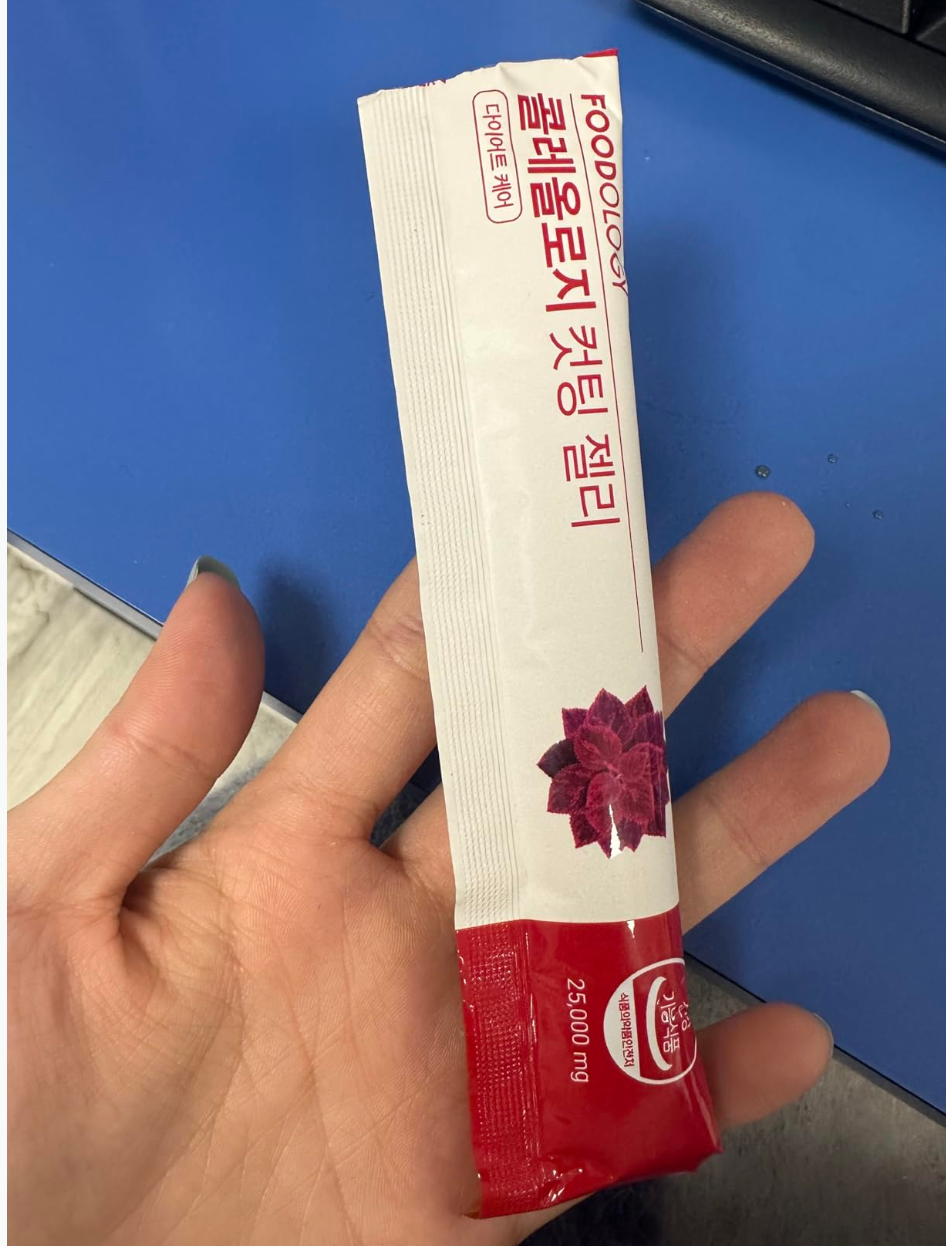 FOODOLOGY
콜레올로지 컷팅 젤리
다이어트 케어
25,000 mg
건강
기능식품
식품의약품안전처